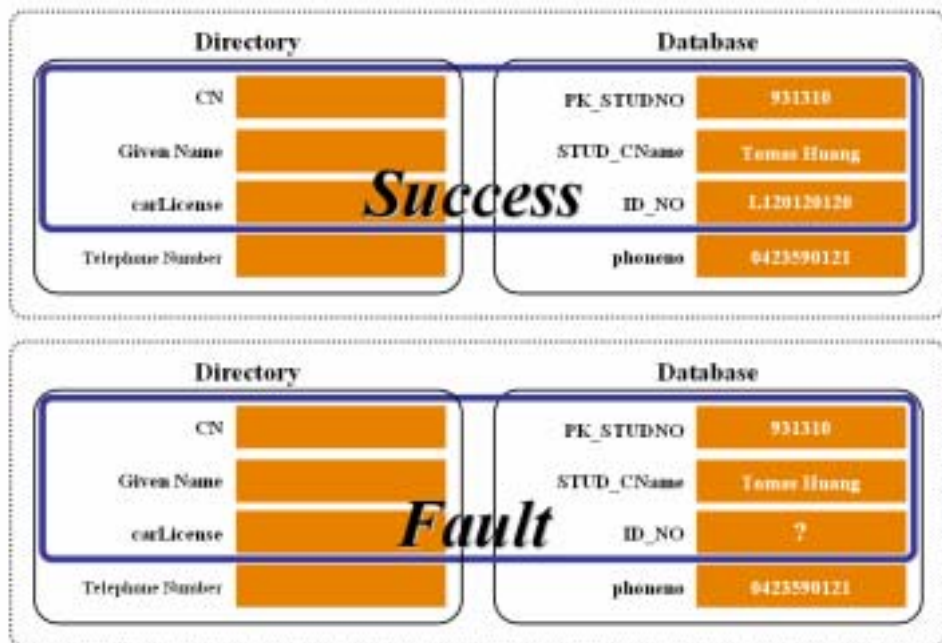 Directory
Database
CN
PK_STUDNO
931310
Given Name
STUD_CName
Tomas Huang
carLicense
Success
ID_NO
L120120120
Telephone Number
phoneno
0423590121
Directory
Database
CN
PK_STUDNO
931310
Given Name
STUD_CName
Tomas Huang
carLicense
Fault
ID_NO
?
Telephone Number
phoneno
0423590121